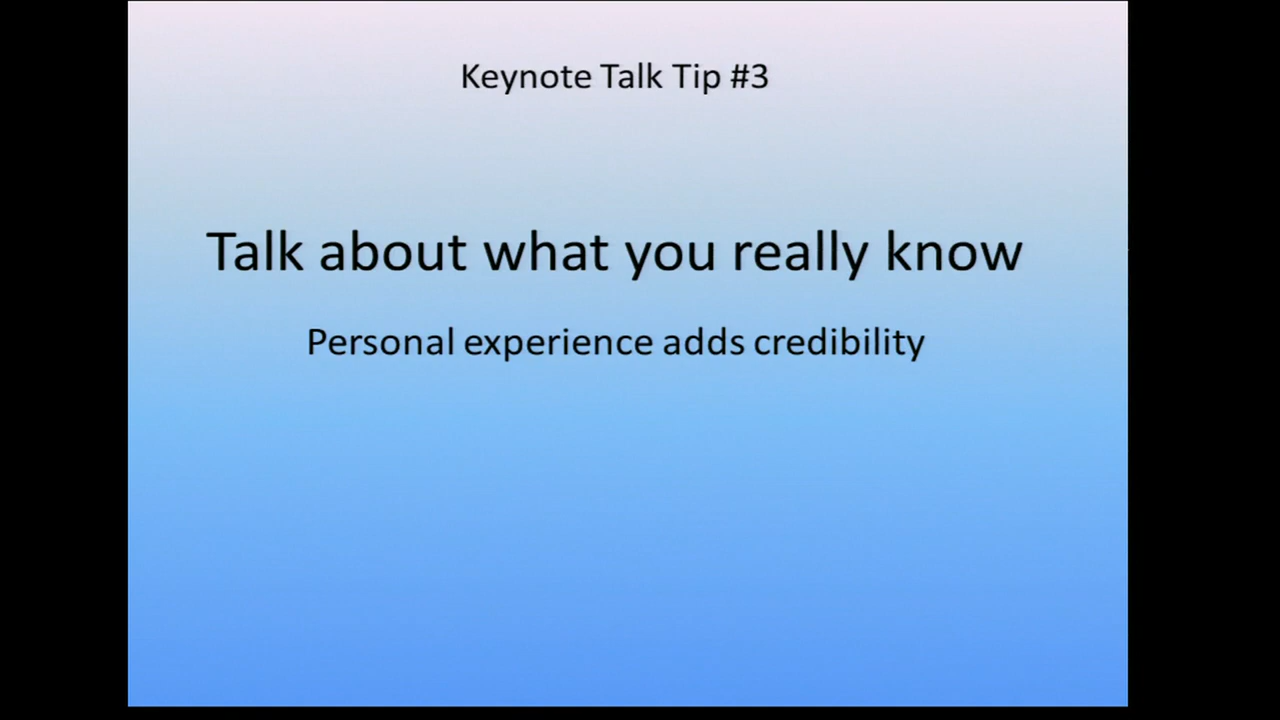 Keynote Talk Tip #3
Talk about what you really know
Personal experience adds credibility